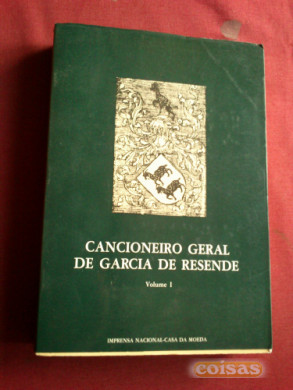 CANCIONEIRO GERAL
DE GARCIA DE RESENDE
Volume I
IMPRENSA NACIONAL-CASA DA MOEDA
coisas